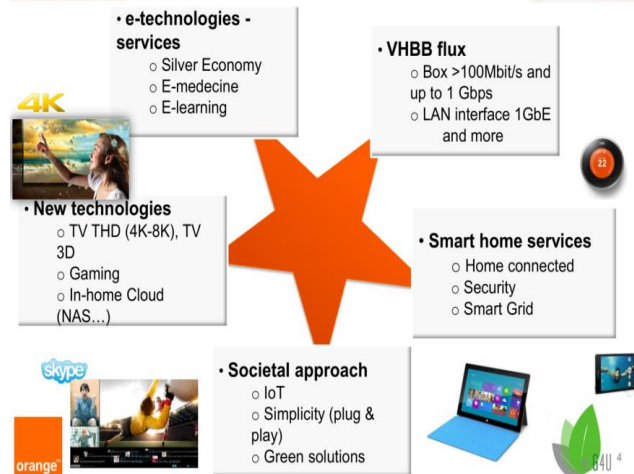 • e-technologies -
services
○ Silver Economy
○ E-medecine
○ E-learning
• VHBB flux
○ Box >100Mbit/s and
up to 1 Gbps
○ LAN interface 1GbE
and more
4K
22
• New technologies
○ TV THD (4K-8K), TV
3D
○ Gaming
○ In-home Cloud
(NAS...)
• Smart home services
○ Home connected
○ Security
○ Smart Grid
• Societal approach
○ IoT
○ Simplicity (plug &
play)
○ Green solutions
skype
orange™
G4U 4